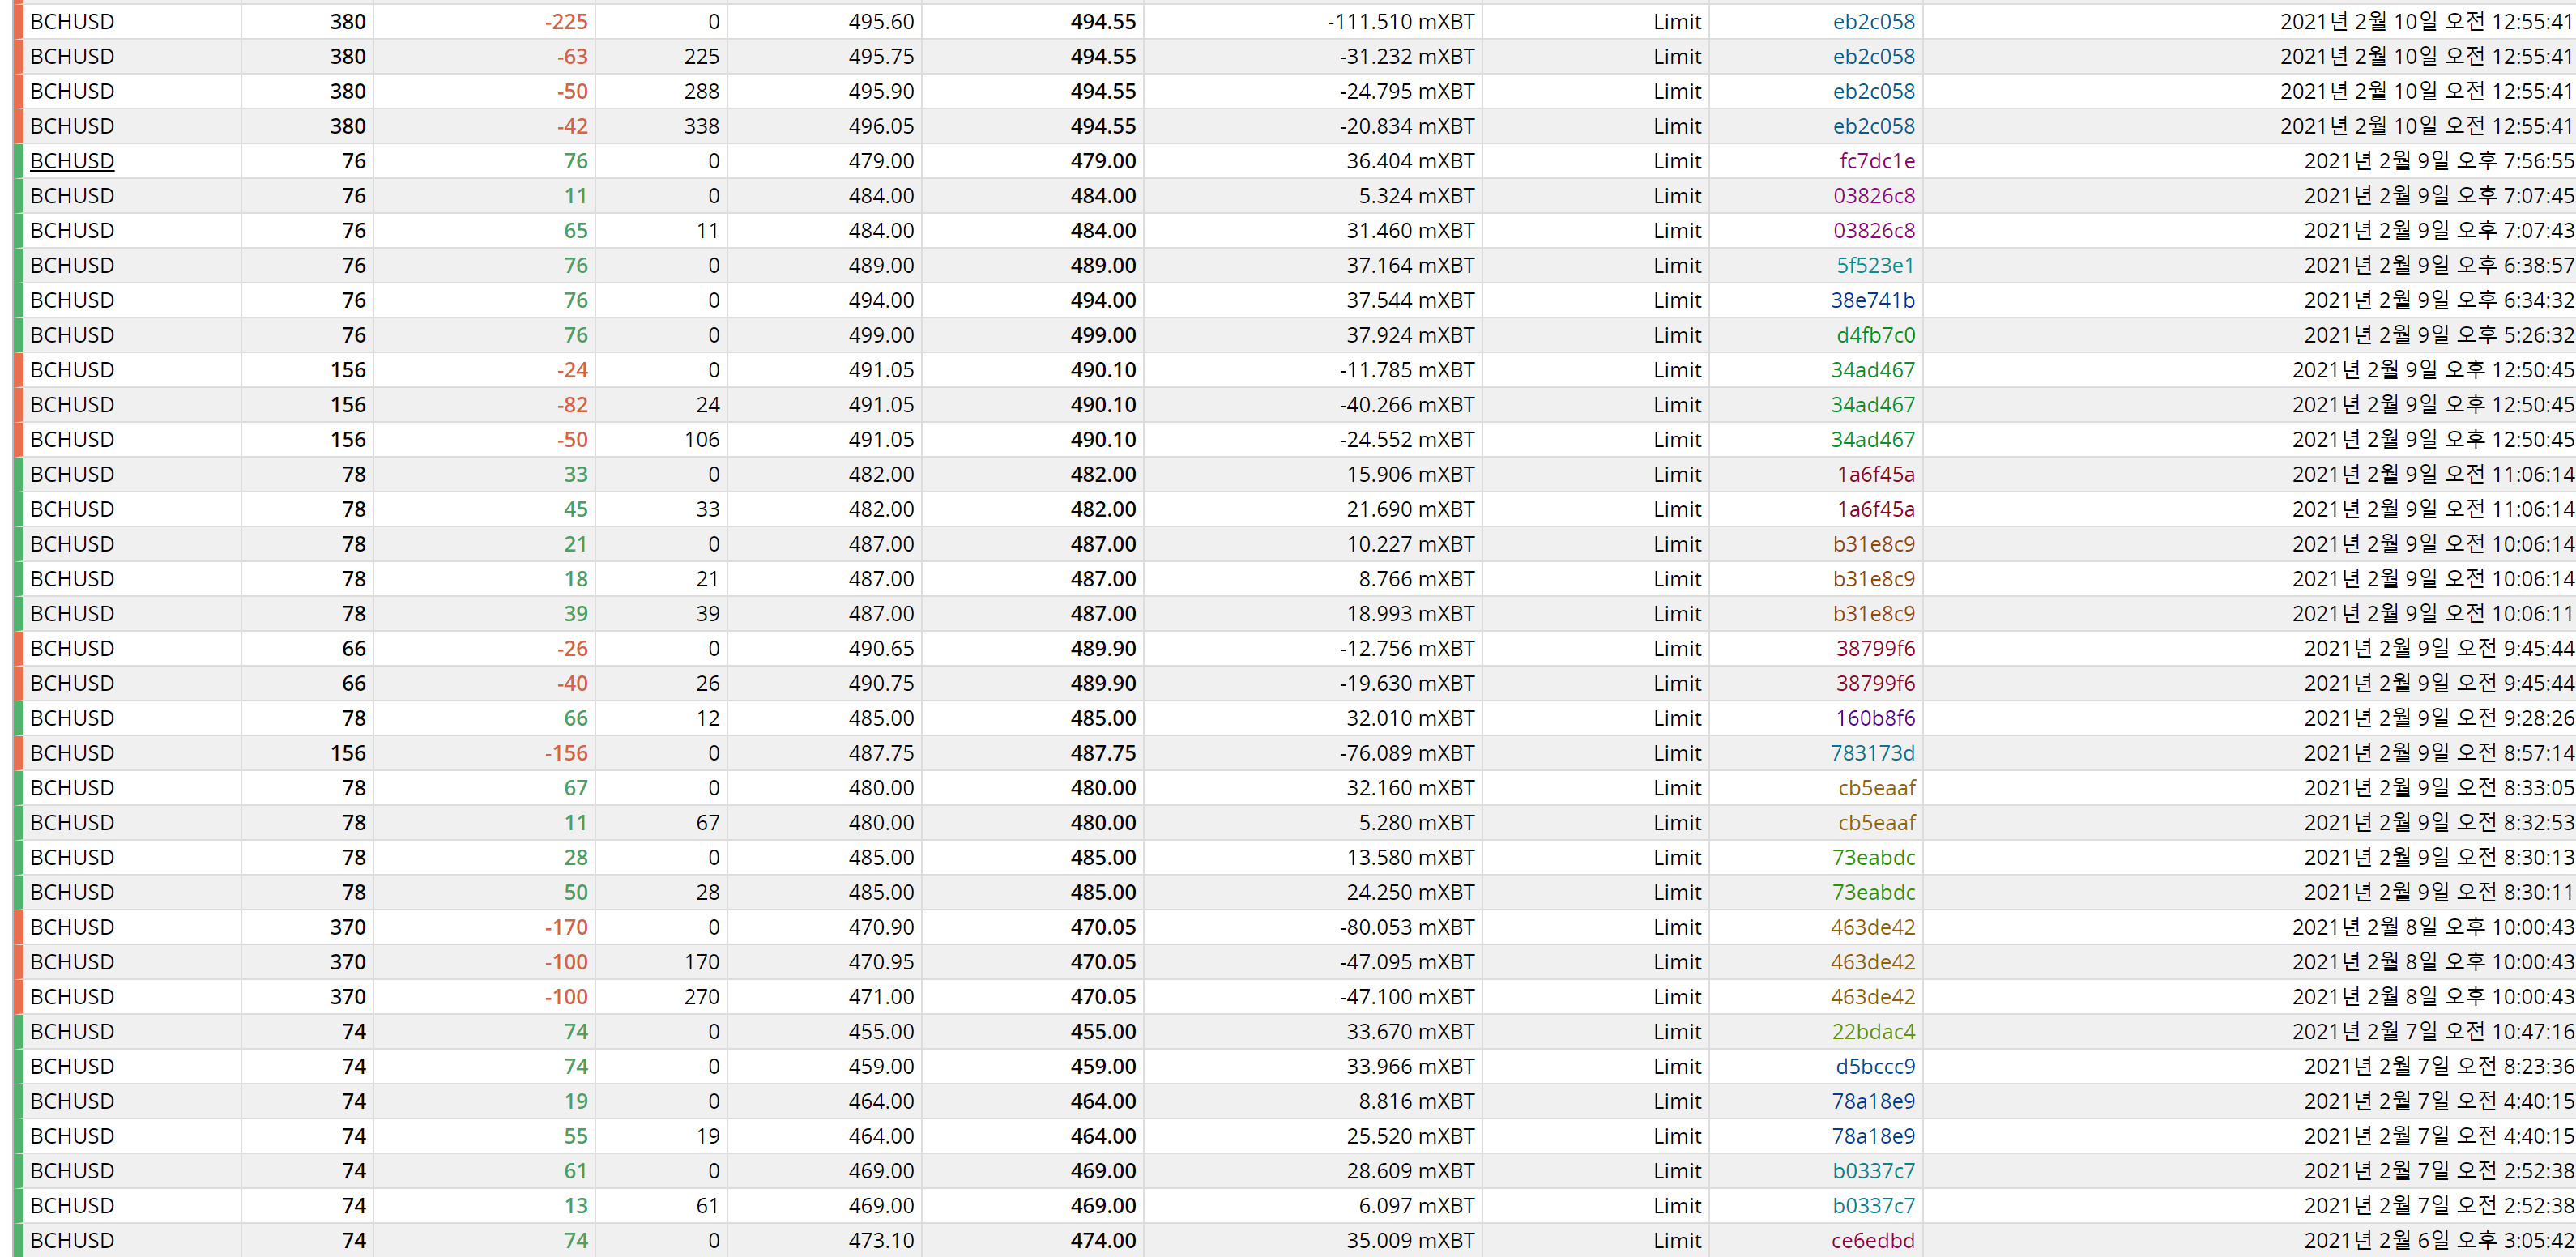 BCHUSD 380 -225 0 495.60 494.55 -111.510 mXBT Limit eb2c058 2021년 2월 10일 오전 12:55:41
BCHUSD 380 -63 225 495.75 494.55 -31.232 mXBT Limit eb2c058 2021년 2월 10일 오전 12:55:41
BCHUSD 380 -50 288 495.90 494.55 -24.795 mXBT Limit eb2c058 2021년 2월 10일 오전 12:55:41
BCHUSD 380 -42 338 496.05 494.55 -20.834 mXBT Limit eb2c058 2021년 2월 10일 오전 12:55:41
BCHUSD 76 76 0 479.00 479.00 36.404 mXBT Limit fc7dc1e 2021년 2월 9일 오후 7:56:55
BCHUSD 76 11 0 484.00 484.00 5.324 mXBT Limit 03826c8 2021년 2월 9일 오후 7:07:45
BCHUSD 76 65 11 484.00 484.00 31.460 mXBT Limit 03826c8 2021년 2월 9일 오후 7:07:43
BCHUSD 76 76 0 489.00 489.00 37.164 mXBT Limit 5f523e1 2021년 2월 9일 오후 6:38:57
BCHUSD 76 76 0 494.00 494.00 37.544 mXBT Limit 38e741b 2021년 2월 9일 오후 6:34:32
BCHUSD 76 76 0 499.00 499.00 37.924 mXBT Limit d4fb7c0 2021년 2월 9일 오후 5:26:32
BCHUSD 156 -24 0 491.05 490.10 -11.785 mXBT Limit 34ad467 2021년 2월 9일 오후 12:50:45
BCHUSD 156 -82 24 491.05 490.10 -40.266 mXBT Limit 34ad467 2021년 2월 9일 오후 12:50:45
BCHUSD 156 -50 106 491.05 490.10 -24.552 mXBT Limit 34ad467 2021년 2월 9일 오후 12:50:45
BCHUSD 78 33 0 482.00 482.00 15.906 mXBT Limit 1a6f45a 2021년 2월 9일 오전 11:06:14
BCHUSD 78 45 33 482.00 482.00 21.690 mXBT Limit 1a6f45a 2021년 2월 9일 오전 11:06:14
BCHUSD 78 21 0 487.00 487.00 10.227 mXBT Limit b31e8c9 2021년 2월 9일 오전 10:06:14
BCHUSD 78 18 21 487.00 487.00 8.766 mXBT Limit b31e8c9 2021년 2월 9일 오전 10:06:14
BCHUSD 78 39 39 487.00 487.00 18.993 mXBT Limit b31e8c9 2021년 2월 9일 오전 10:06:11
BCHUSD 66 -26 0 490.65 489.90 -12.756 mXBT Limit 38799f6 2021년 2월 9일 오전 9:45:44
BCHUSD 66 -40 26 490.75 489.90 -19.630 mXBT Limit 38799f6 2021년 2월 9일 오전 9:45:44
BCHUSD 78 66 12 485.00 485.00 32.010 mXBT Limit 160b8f6 2021년 2월 9일 오전 9:28:26
BCHUSD 156 -156 0 487.75 487.75 -76.089 mXBT Limit 783173d 2021년 2월 9일 오전 8:57:14
BCHUSD 78 67 0 480.00 480.00 32.160 mXBT Limit cb5eaaf 2021년 2월 9일 오전 8:33:05
BCHUSD 78 11 67 480.00 480.00 5.280 mXBT Limit cb5eaaf 2021년 2월 9일 오전 8:32:53
BCHUSD 78 28 0 485.00 485.00 13.580 mXBT Limit 73eabdc 2021년 2월 9일 오전 8:30:13
BCHUSD 78 50 28 485.00 485.00 24.250 mXBT Limit 73eabdc 2021년 2월 9일 오전 8:30:11
BCHUSD 370 -170 0 470.90 470.05 -80.053 mXBT Limit 463de42 2021년 2월 8일 오후 10:00:43
BCHUSD 370 -100 170 470.95 470.05 -47.095 mXBT Limit 463de42 2021년 2월 8일 오후 10:00:43
BCHUSD 370 -100 270 471.00 470.05 -47.100 mXBT Limit 463de42 2021년 2월 8일 오후 10:00:43
BCHUSD 74 74 0 455.00 455.00 33.670 mXBT Limit 22bdac4 2021년 2월 7일 오전 10:47:16
BCHUSD 74 74 0 459.00 459.00 33.966 mXBT Limit d5bccc9 2021년 2월 7일 오전 8:23:36
BCHUSD 74 19 0 464.00 464.00 8.816 mXBT Limit 78a18e9 2021년 2월 7일 오전 4:40:15
BCHUSD 74 55 19 464.00 464.00 25.520 mXBT Limit 78a18e9 2021년 2월 7일 오전 4:40:15
BCHUSD 74 61 0 469.00 469.00 28.609 mXBT Limit b0337c7 2021년 2월 7일 오전 2:52:38
BCHUSD 74 13 61 469.00 469.00 6.097 mXBT Limit b0337c7 2021년 2월 7일 오전 2:52:38
BCHUSD 74 74 0 473.10 474.00 35.009 mXBT Limit ce6edbd 2021년 2월 6일 오후 3:05:42